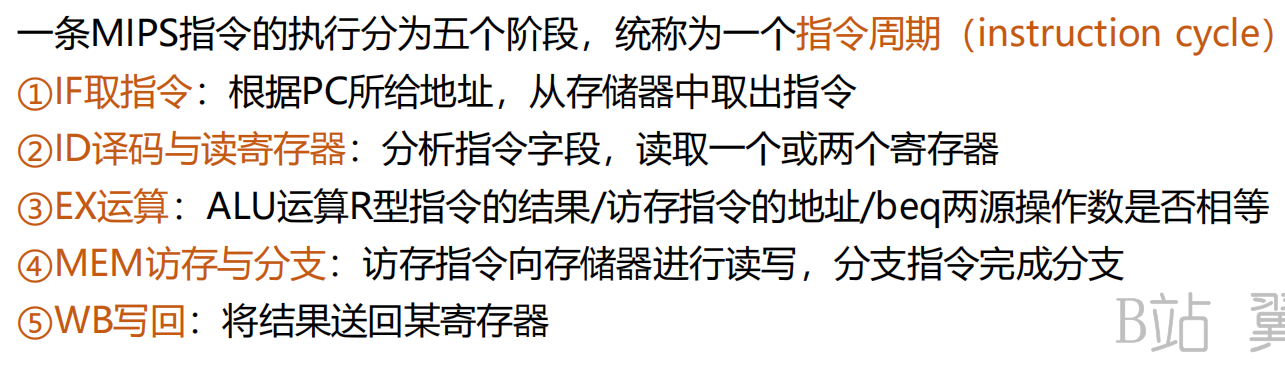 一条MIPS指令的执行分为五个阶段，统称为一个指令周期（instruction cycle）
①IF取指令：根据PC所给地址，从存储器中取出指令
②ID译码与读寄存器：分析指令字段，读取一个或两个寄存器
③EX运算：ALU运算R型指令的结果/访存指令的地址/beq两源操作数是否相等
④MEM访存与分支：访存指令向存储器进行读写，分支指令完成分支
⑤WB写回：将结果送回某寄存器
B站